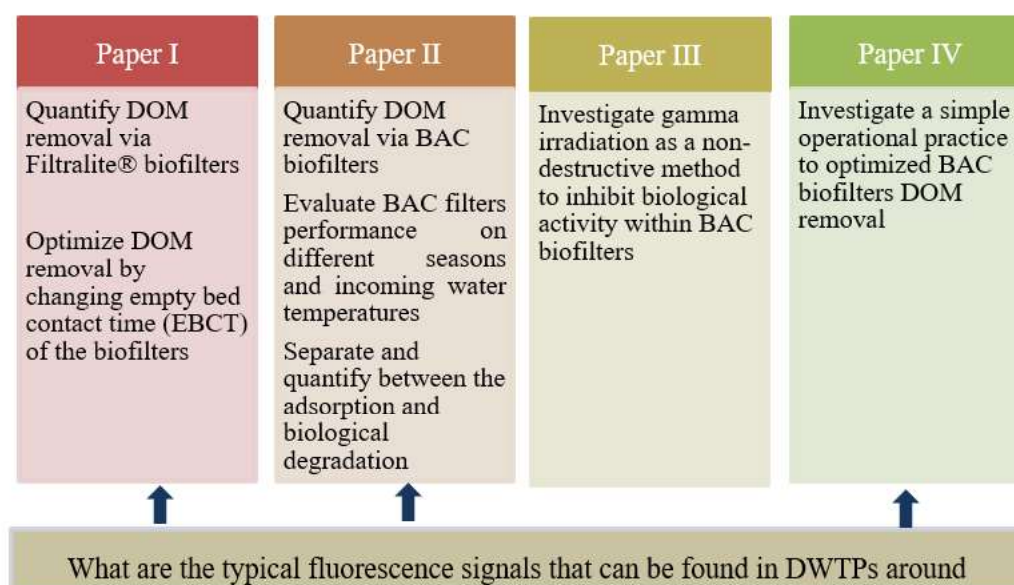 Paper I
Quantify DOM
removal via
Filtralite® biofilters
Optimize DOM
removal by
changing empty bed
contact time (EBCT)
of the biofilters
Paper II
Quantify DOM
removal via BAC
biofilters
Evaluate BAC filters
performance on
different seasons
and incoming water
temperatures
Separate and
quantify between the
adsorption and
biological
degradation
Paper III
Investigate gamma
irradiation as a non-
destructive method
to inhibit biological
activity within BAC
biofilters
Paper IV
Investigate a simple
operational practice
to optimized BAC
biofilters DOM
removal
What are the typical fluorescence signals that can be found in DWTPs around